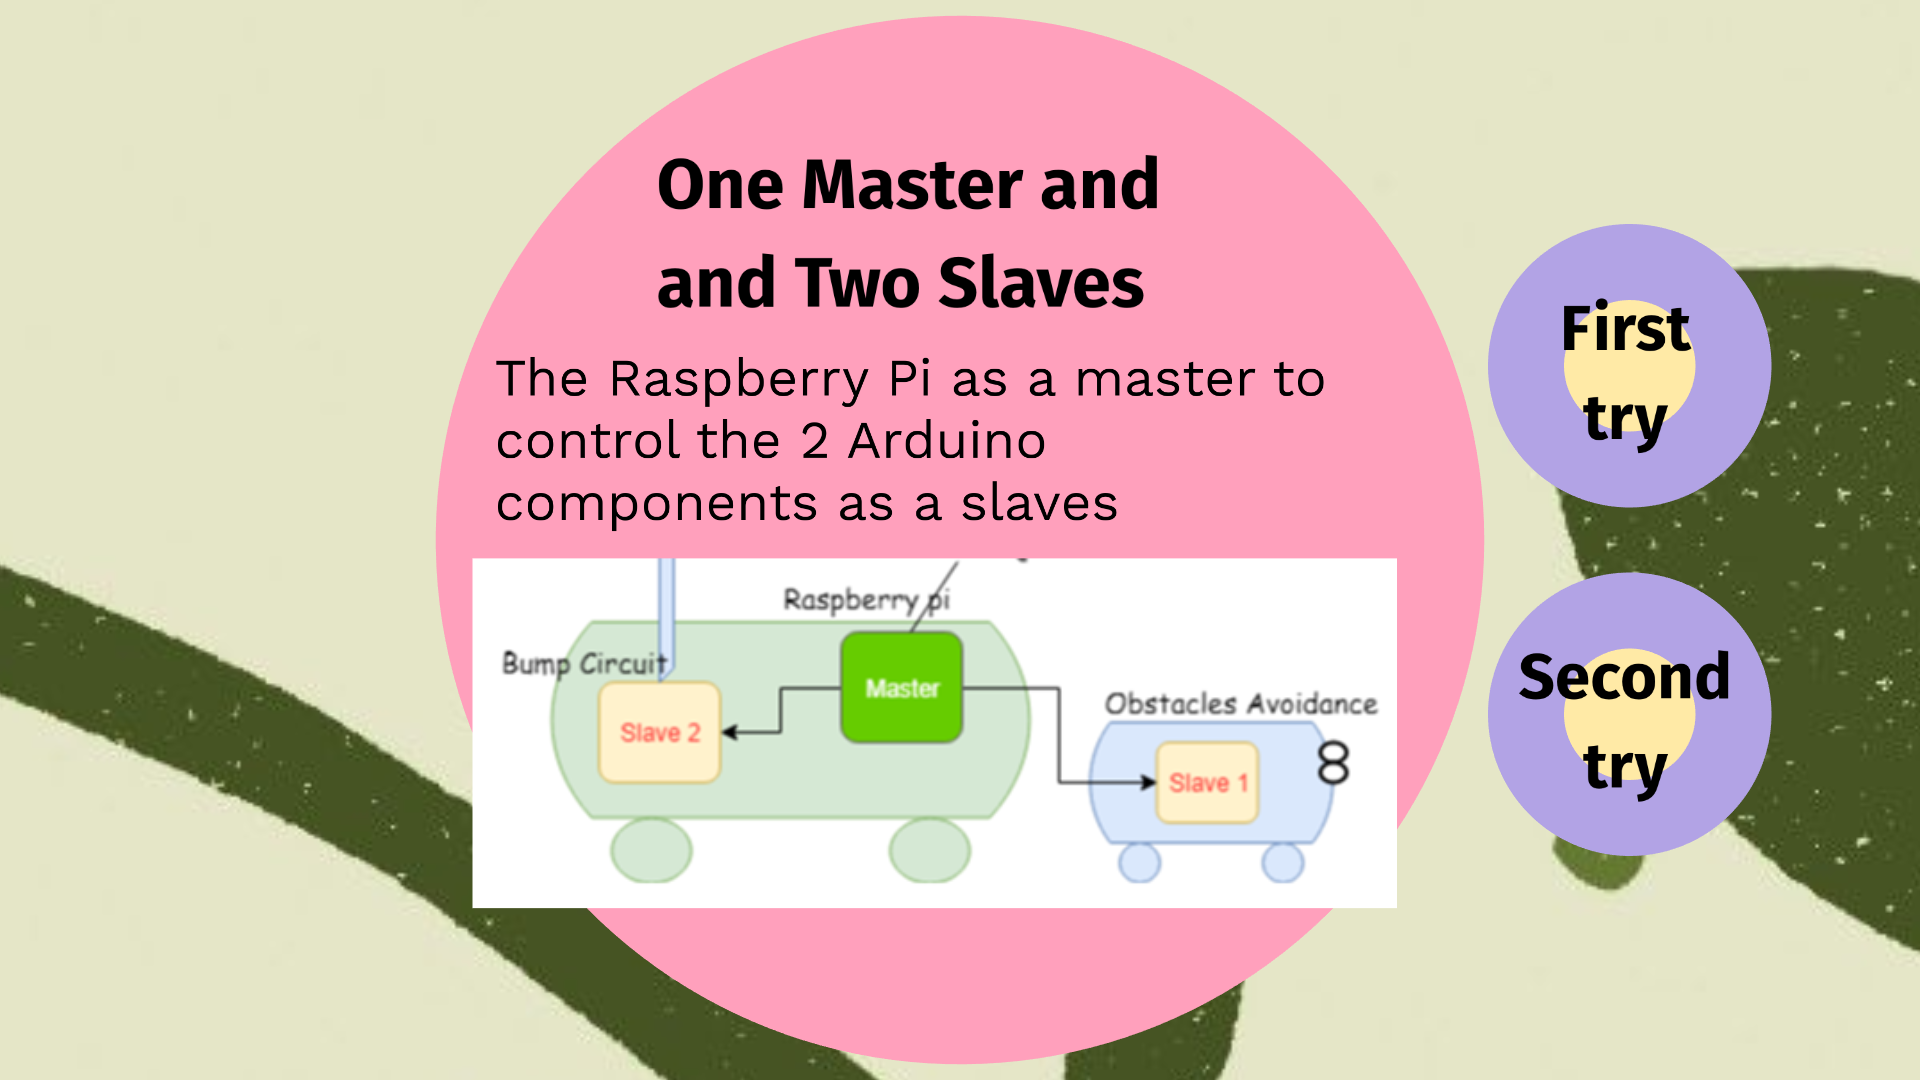 One Master and
and Two Slaves
The Raspberry Pi as a master to
control the 2 Arduino
components as a slaves
Raspberry pi
Bump Circuit
Master
Slave 2
Obstacles Avoidance
Slave 1
First
try
Second
try